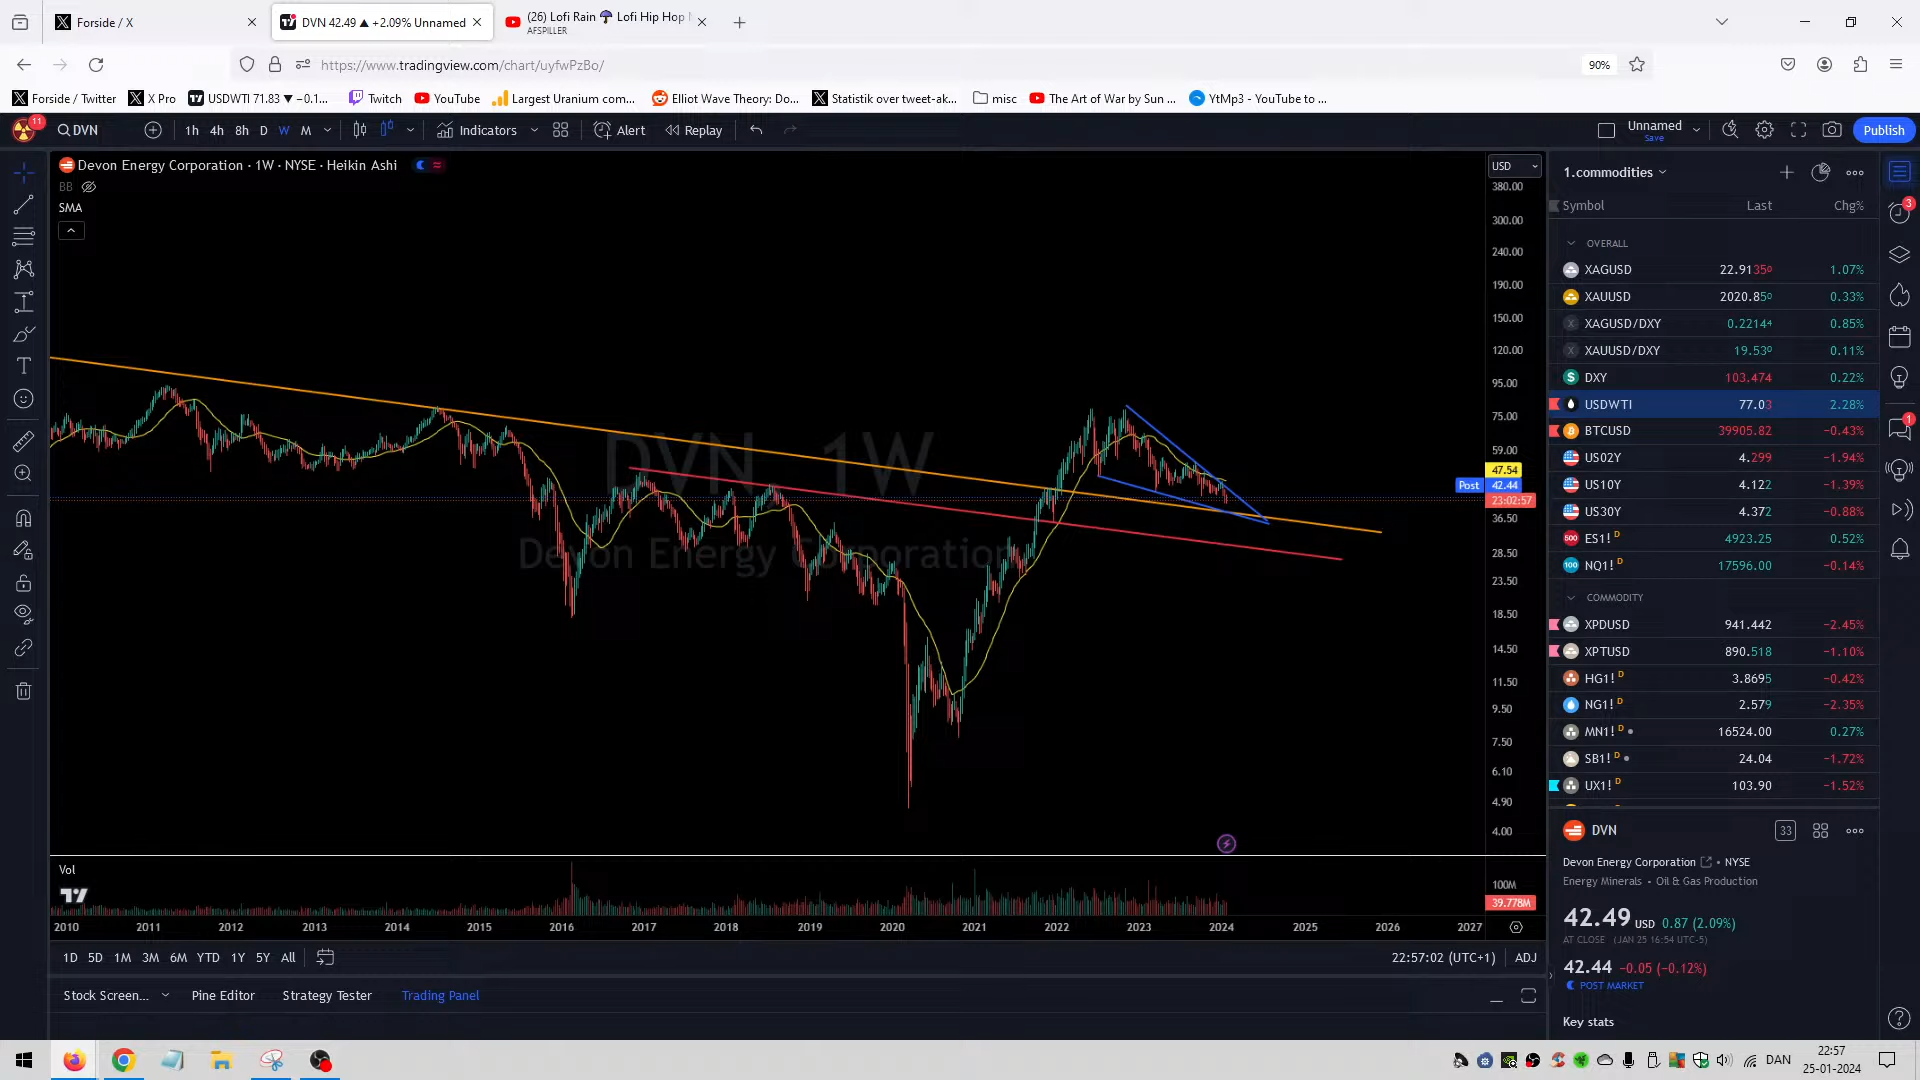 Forside / X
DVN 42.49 ▲ +2.09% Unnamed
(26) Lofi Rain ☔ Lofi Hip Hop
AFSPILLER
https://www.tradingview.com/chart/uyfwPzBo/
90%
Forside / Twitter
X Pro
USDWTI 71.83 ▼ −0.1...
Twitch
YouTube
Largest Uranium com...
Elliot Wave Theory: Do...
Statistik over tweet-ak...
misc
The Art of War by Sun ...
YtMp3 - YouTube to ...
11
DVN
1h 4h 8h D W M
Indicators
Alert
Replay
Unnamed
Save
Publish
Devon Energy Corporation · 1W · NYSE · Heikin Ashi
BB
SMA
USD
380.00
300.00
240.00
190.00
150.00
120.00
95.00
75.00
59.00
47.54
Post 42.44
23:02:57
36.50
28.50
23.50
18.50
14.50
11.50
9.50
7.50
6.10
4.90
4.00
DVN, 1W
Devon Energy Corporation
Vol
100M
39.778M
2010 2011 2012 2013 2014 2015 2016 2017 2018 2019 2020 2021 2022 2023 2024 2025 2026 2027
1D 5D 1M 3M 6M YTD 1Y 5Y All
22:57:02 (UTC+1) ADJ
Stock Screen... Pine Editor Strategy Tester Trading Panel
1.commodities
Symbol Last Chg%
OVERALL
XAGUSD 22.9135⁰ 1.07%
XAUUSD 2020.85⁰ 0.33%
XAGUSD/DXY 0.2214⁴ 0.85%
XAUUSD/DXY 19.53⁰ 0.11%
DXY 103.474 0.22%
USDWTI 77.03 2.28%
BTCUSD 39905.82 −0.43%
US02Y 4.299 −1.94%
US10Y 4.122 −1.39%
US30Y 4.372 −0.88%
500 ES1! D 4923.25 0.52%
100 NQ1! D 17596.00 −0.14%
COMMODITY
XPDUSD 941.442 −2.45%
XPTUSD 890.518 −1.10%
HG1! D 3.8695 −0.42%
NG1! D 2.579 −2.35%
MN1! D 16524.00 0.27%
SB1! D 24.04 −1.72%
UX1! D 103.90 −1.52%
DVN
33
Devon Energy Corporation • NYSE
Energy Minerals • Oil & Gas Production
42.49 USD 0.87 (2.09%)
AT CLOSE (JAN 25 16:54 UTC-5)
42.44 −0.05 (−0.12%)
POST MARKET
Key stats
3
1
DAN
22:57
25-01-2024